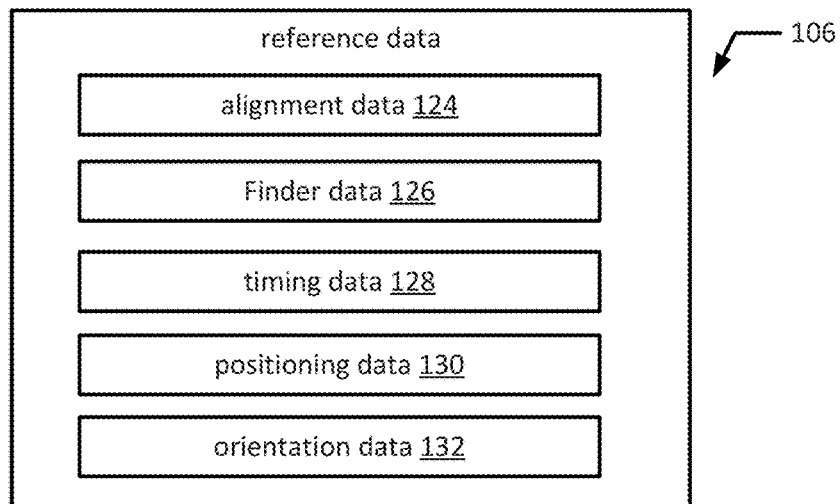 reference data
106
alignment data 124
Finder data 126
timing data 128
positioning data 130
orientation data 132